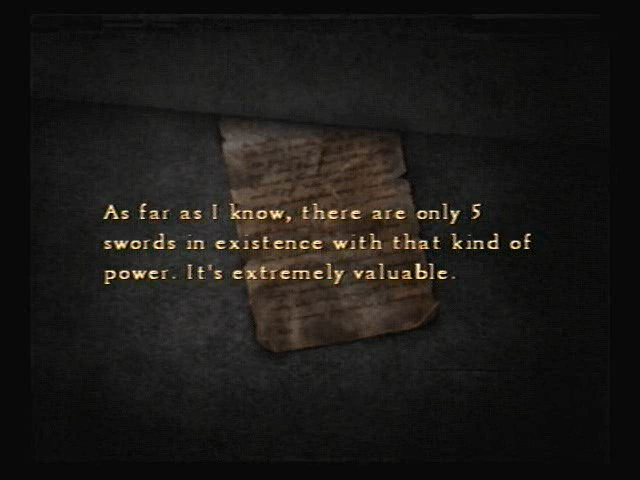 As far as I know, there are only 5
swords in existence with that kind of
power. It's extremely valuable.